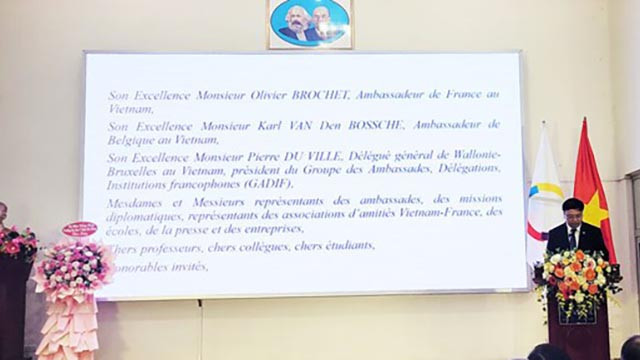 Son Excellence Monsieur Olivier BROCHET, Ambassadeur de France au
Vietnam,
Son Excellence Monsieur Karl VAN Den BOSSCHE, Ambassadeur de
Belgique au Vietnam,
Son Excellence Monsieur Pierre DU VILLE, Délégué général de Wallonie-
Bruxelles au Vietnam, président du Groupe des Ambassades, Délégations,
Institutions francophones (GADIF),
Mesdames et Messieurs représentants des ambassades, des missions
diplomatiques, représentants des associations d'amitiés Vietnam-France, des
écoles, de la presse et des entreprises,
Chers professeurs, chers collègues, chers étudiants,
Honorables invités,